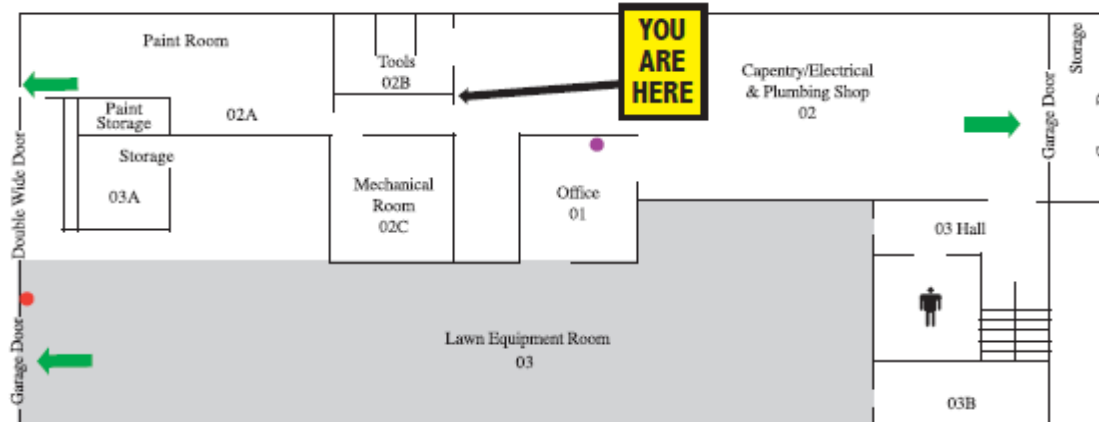 Paint Room
Tools
02B
YOU
ARE
HERE
Capentry/Electrical
& Plumbing Shop
02
Garage Door
Storage
Paint
Storage
02A
Storage
03A
Double Wide Door
Mechanical
Room
02C
Office
01
03 Hall
Garage Door
Lawn Equipment Room
03
03B